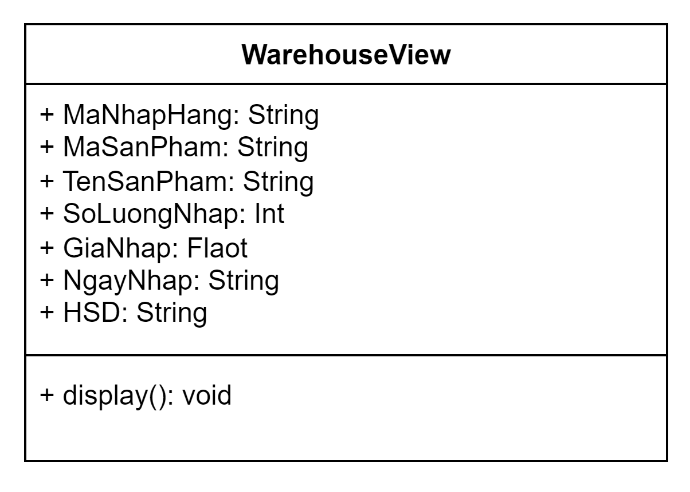 WarehouseView
+ MaNhapHang: String
+ MaSanPham: String
+ TenSanPham: String
+ SoLuongNhap: Int
+ GiaNhap: Flaot
+ NgayNhap: String
+ HSD: String
+ display(): void